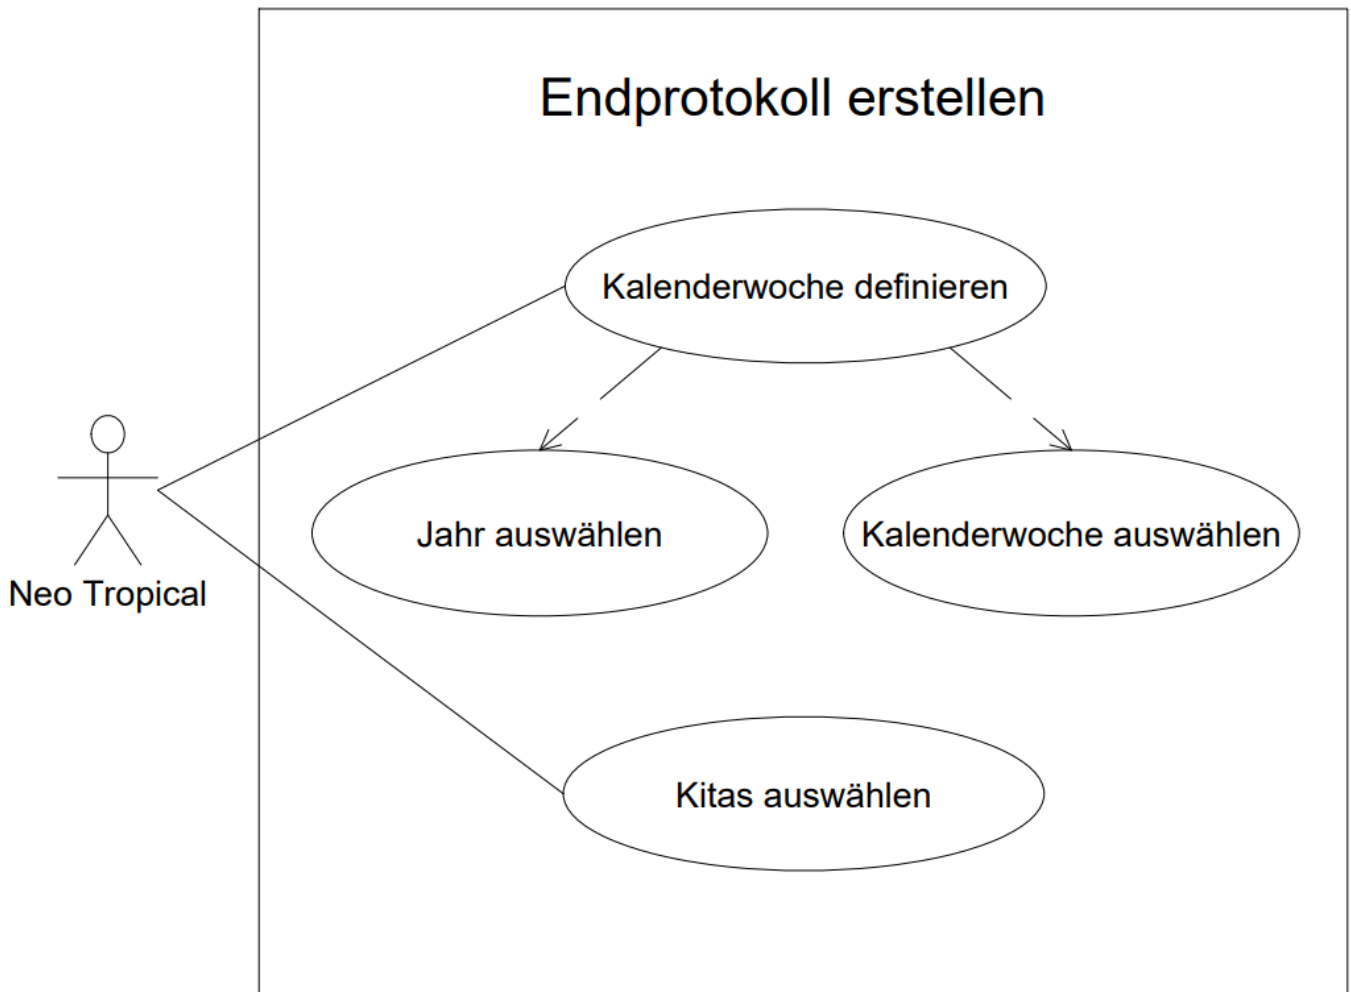 Endprotokoll erstellen
Kalenderwoche definieren
Jahr auswählen
Kalenderwoche auswählen
Neo Tropical
Kitas auswählen